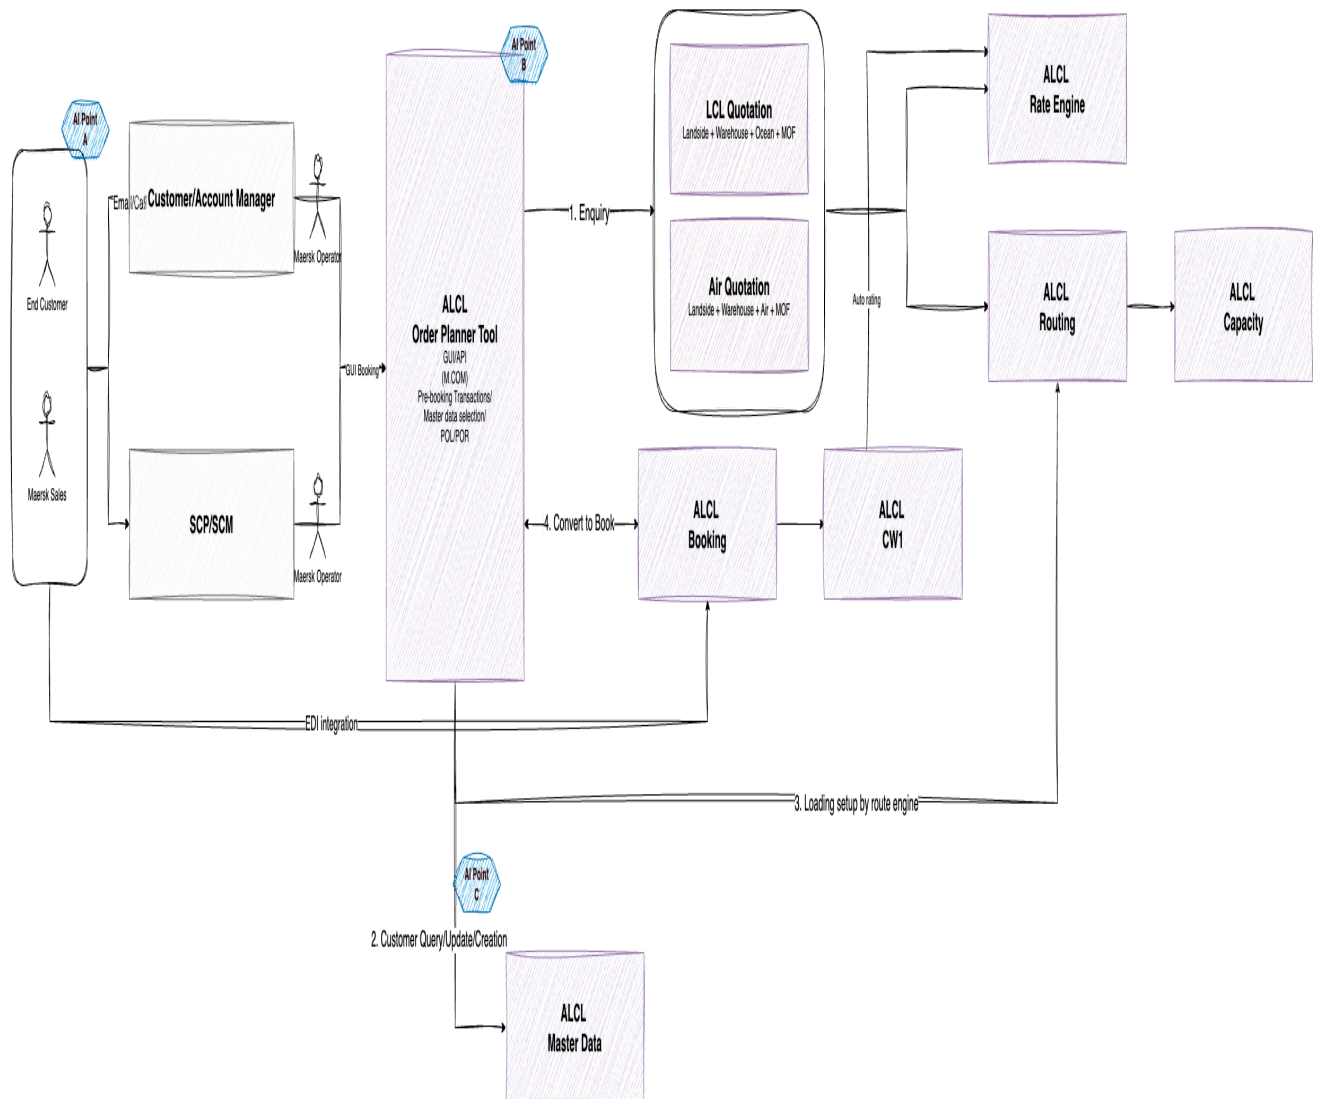 AI Point
A
End Customer
Maersk Sales
Email/Call
Customer/Account Manager
Maersk Operator
SCP/SCM
Maersk Operator
GUI Booking
AI Point
B
ALCL
Order Planner Tool
GUI/API
(M.COM)
Pre-booking Transactions/
Master data selection/
POL/POR
1. Enquiry
LCL Quotation
Landside + Warehouse + Ocean + MOF
Air Quotation
Landside + Warehouse + Air + MOF
Auto rating
ALCL
Rate Engine
ALCL
Routing
ALCL
Capacity
4. Convert to Book
ALCL
Booking
ALCL
CW1
EDI integration
3. Loading setup by route engine
AI Point
C
2. Customer Query/Update/Creation
ALCL
Master Data